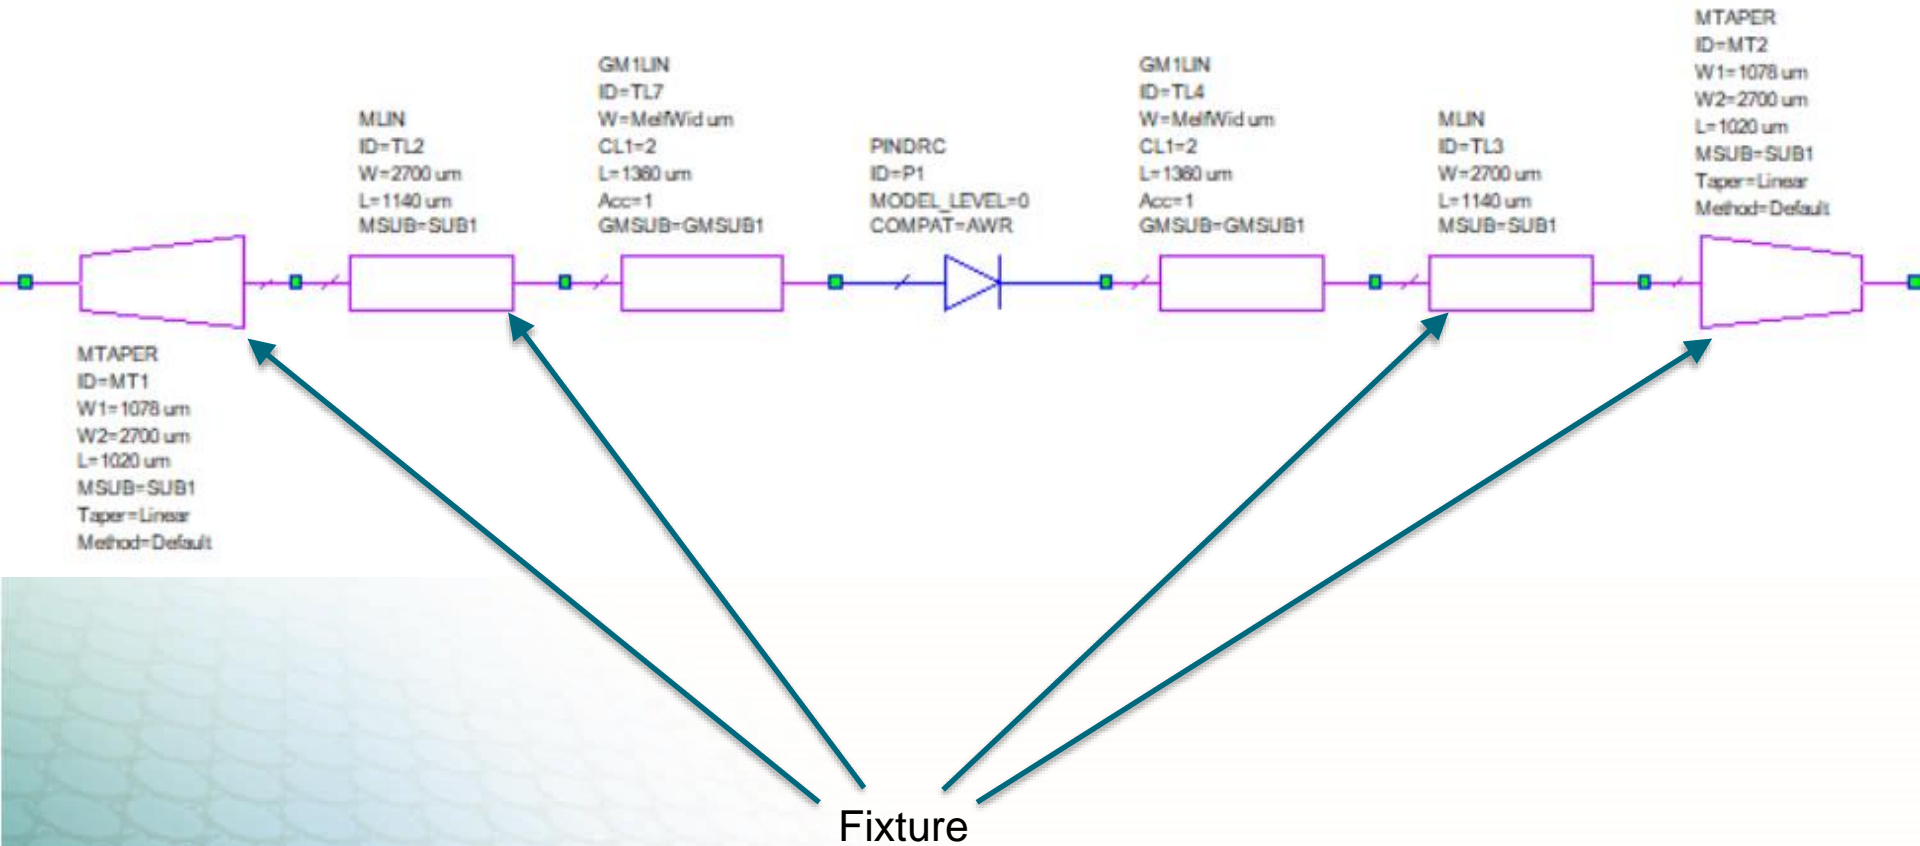 MTAPER
ID=MT1
W1=1078 um
W2=2700 um
L=1020 um
MSUB=SUB1
Taper=Linear
Method=Default
MLIN
ID=TL2
W=2700 um
L=1140 um
MSUB=SUB1
GM1LIN
ID=TL7
W=MelfWid um
CL1=2
L=1360 um
Acc=1
GMSUB=GMSUB1
PINDRC
ID=P1
MODEL_LEVEL=0
COMPAT=AWR
GM1LIN
ID=TL4
W=MelfWid um
CL1=2
L=1360 um
Acc=1
GMSUB=GMSUB1
MLIN
ID=TL3
W=2700 um
L=1140 um
MSUB=SUB1
MTAPER
ID=MT2
W1=1078 um
W2=2700 um
L=1020 um
MSUB=SUB1
Taper=Linear
Method=Default
Fixture